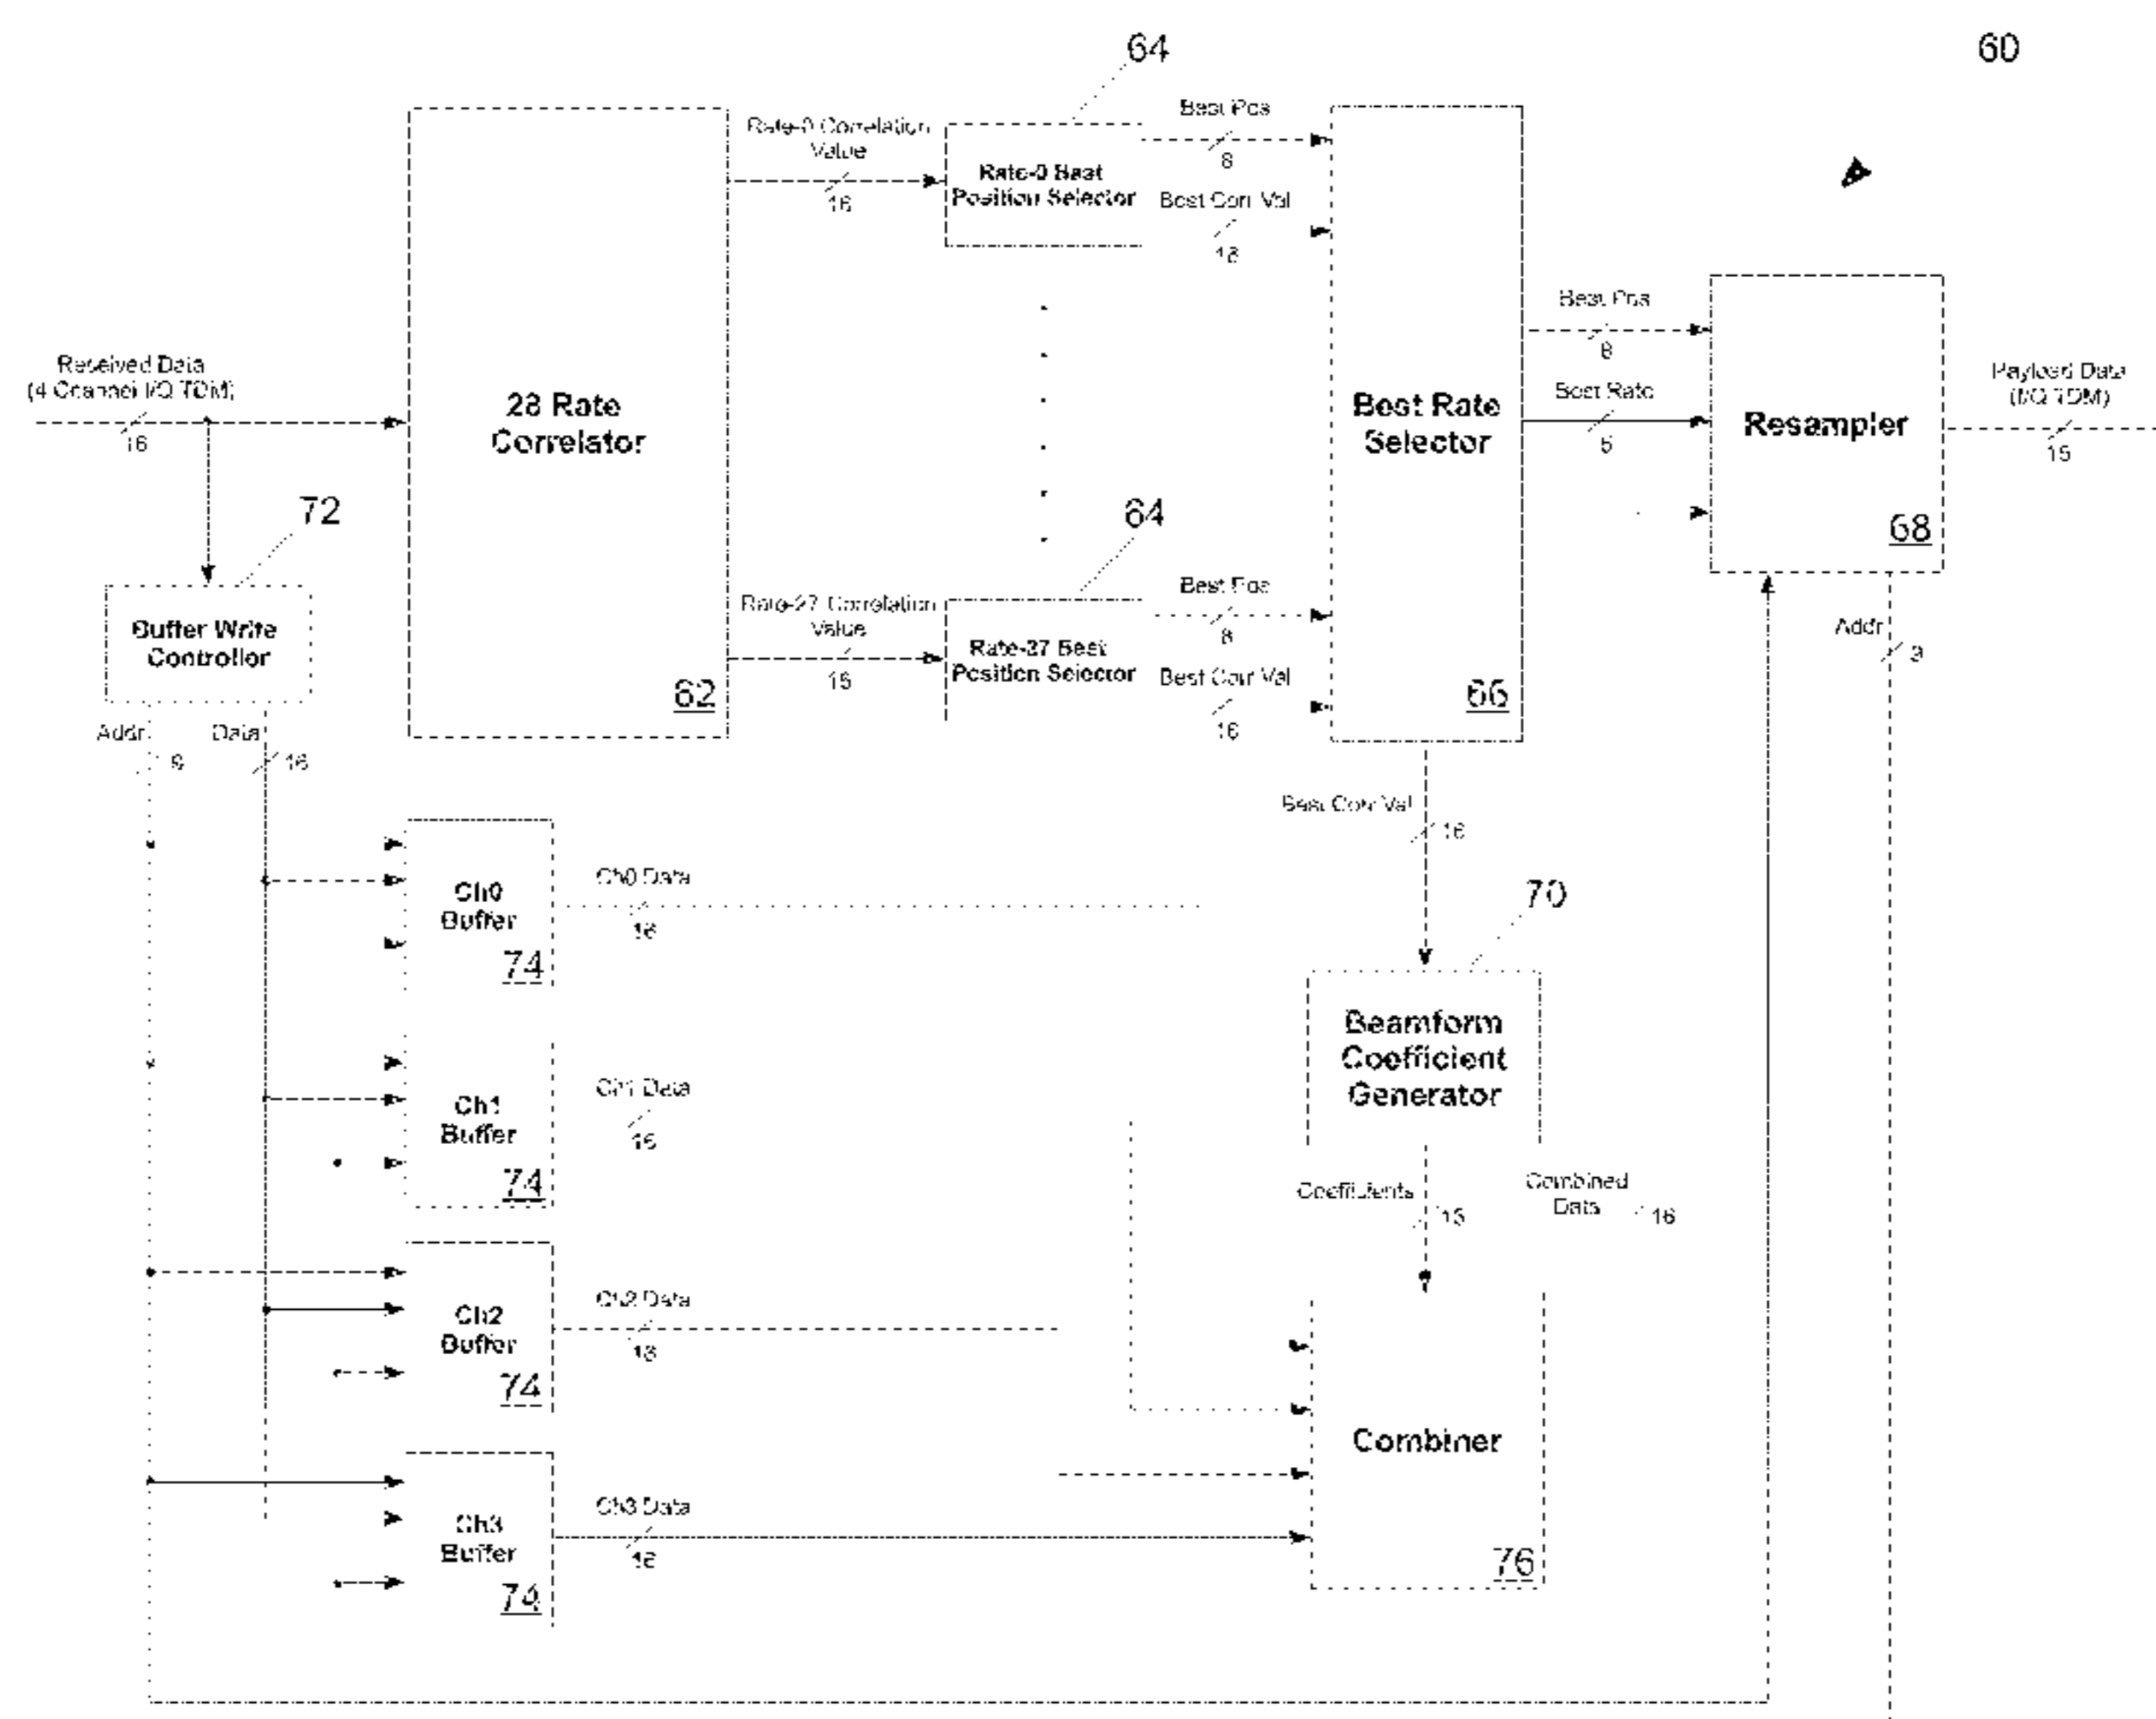 64
60
Best Pos
8
Rate-0 Correlation
Value
16
Rate-0 Best
Position Selector
Best Corr Val
16
Received Data
(4 Channel I/Q TDM)
16
28 Rate
Correlator
62
Best Rate
Selector
66
Best Pos
8
Best Rate
5
Resampler
68
Payload Data
(I/Q TDM)
16
72
Buffer Write
Controller
64
Rate-27 Correlation
Value
16
Rate-27 Best
Position Selector
Best Pos
8
Best Corr Val
16
Addr
9
Addr
9
Data
16
Best Corr Val
16
Ch0
Buffer
74
Ch0 Data
16
70
Beamform
Coefficient
Generator
Ch1
Buffer
74
Ch1 Data
16
Coefficients
16
Combined
Data
16
Ch2
Buffer
74
Ch2 Data
16
Combiner
76
Ch3
Buffer
74
Ch3 Data
16